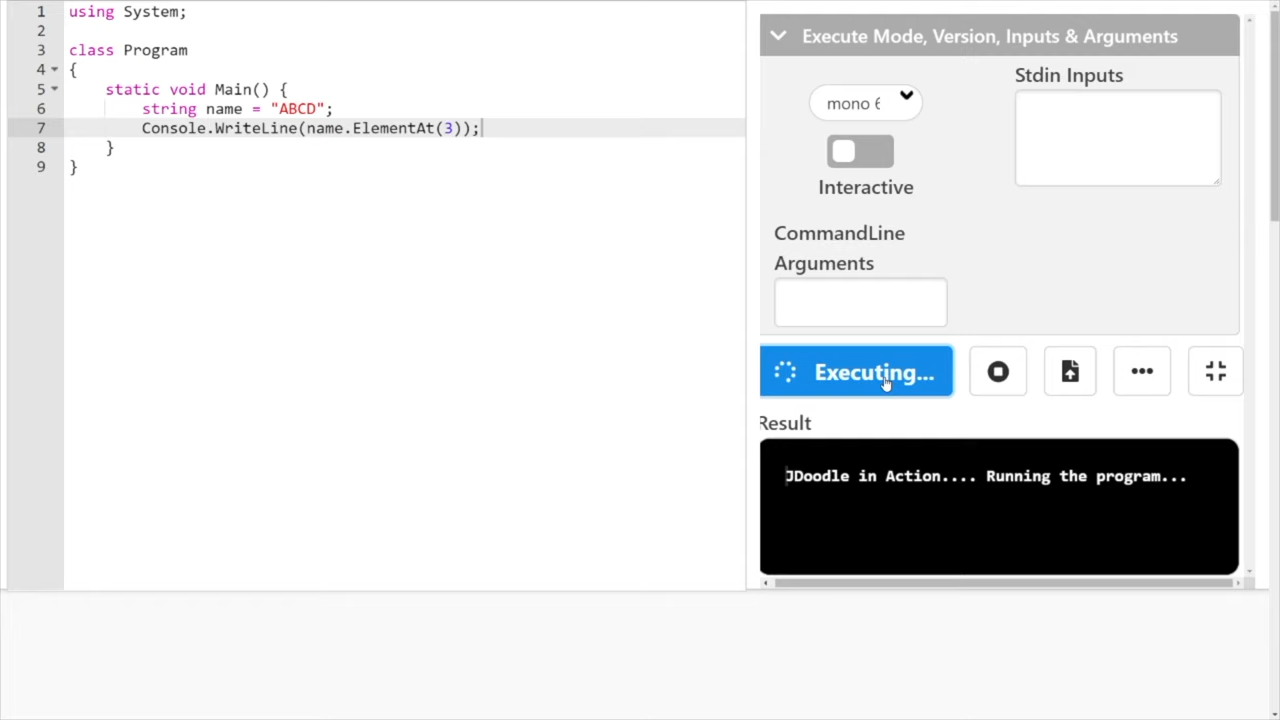 1 using System;
2
3 class Program
4 {
5 static void Main() {
6 string name = "ABCD";
7 Console.WriteLine(name.ElementAt(3));
8 }
9 }
Execute Mode, Version, Inputs & Arguments
mono 6
Interactive
Stdin Inputs
CommandLine
Arguments
Executing...
Result
JDoodle in Action.... Running the program...